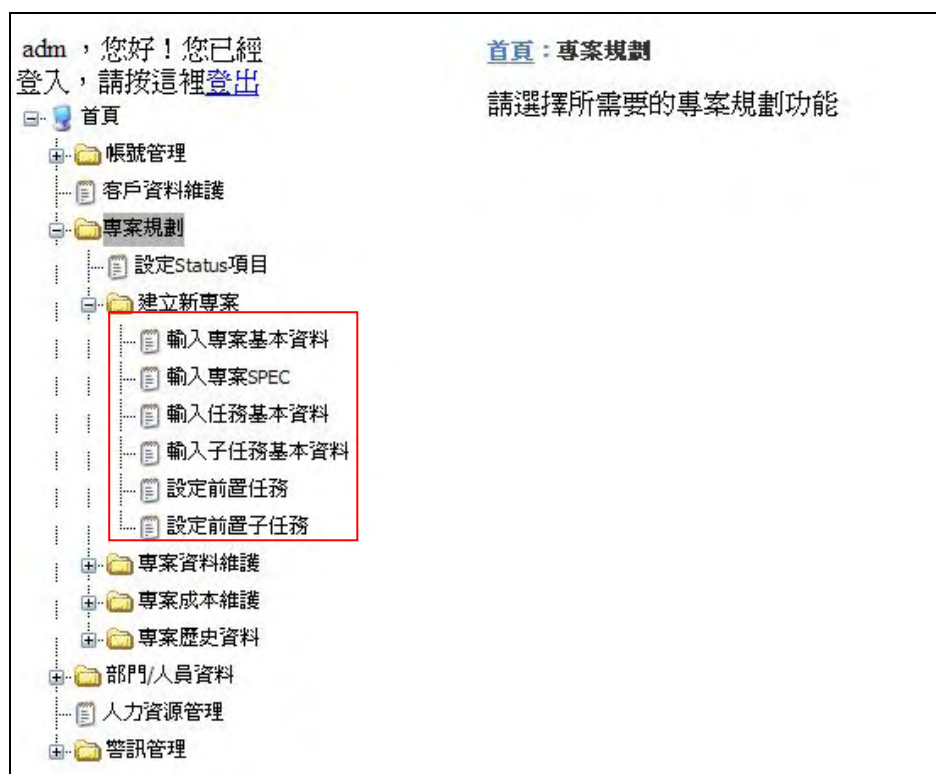 adm ，您好！您已經
登入，請按這裡登出
首頁
帳號管理
客戶資料維護
專案規劃
設定Status項目
建立新專案
輸入專案基本資料
輸入專案SPEC
輸入任務基本資料
輸入子任務基本資料
設定前置任務
設定前置子任務
專案資料維護
專案成本維護
專案歷史資料
部門/人員資料
人力資源管理
警訊管理
首頁：專案規劃
請選擇所需要的專案規劃功能